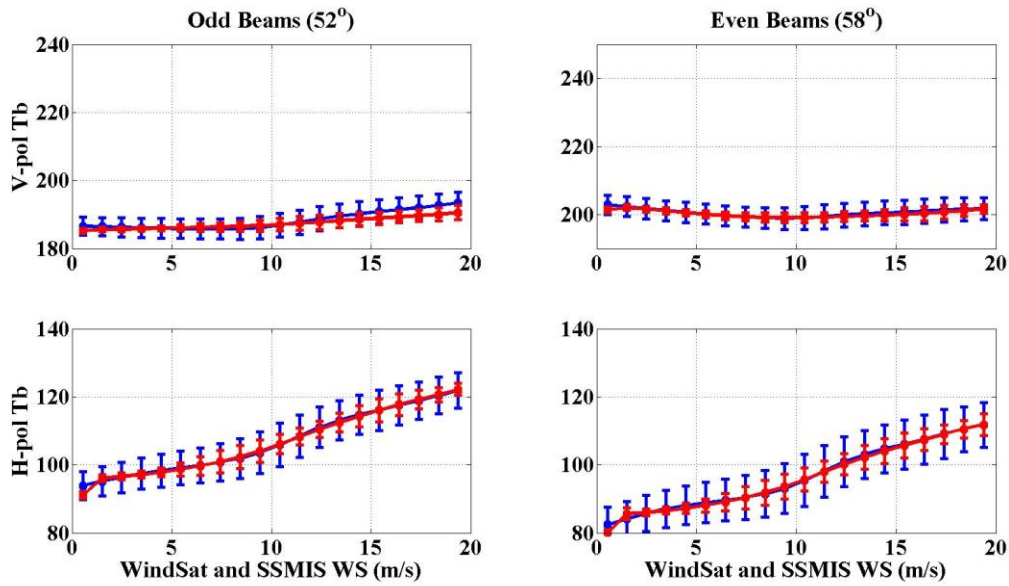 Odd Beams (52°)
Even Beams (58°)
V-pol Tb
240
220
200
180
0 5 10 15 20
240
220
200
0 5 10 15 20
H-pol Tb
140
120
100
80
0 5 10 15 20
WindSat and SSMIS WS (m/s)
140
120
100
80
0 5 10 15 20
WindSat and SSMIS WS (m/s)